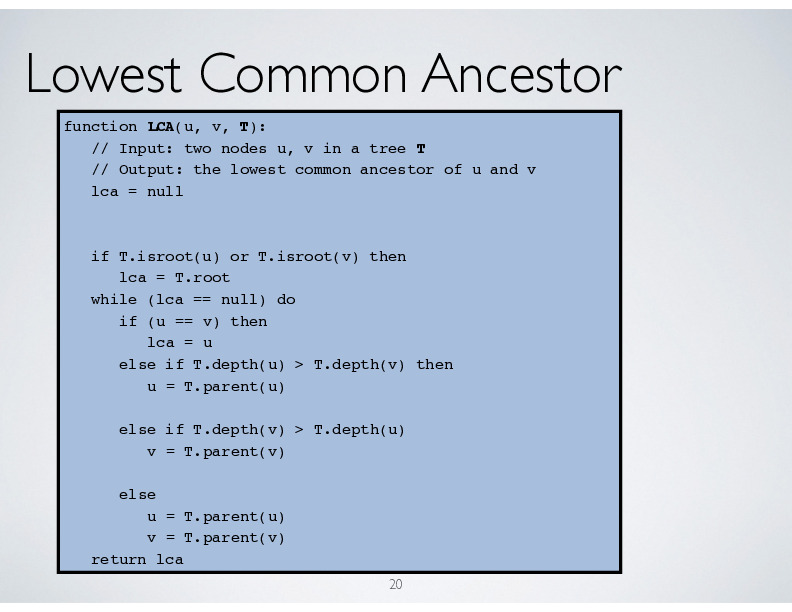 Lowest Common Ancestor
function LCA(u, v, T):
   // Input: two nodes u, v in a tree T
   // Output: the lowest common ancestor of u and v
   lca = null
   if T.isroot(u) or T.isroot(v) then
      lca = T.root
   while (lca == null) do
      if (u == v) then
         lca = u
      else if T.depth(u) > T.depth(v) then
         u = T.parent(u)
      else if T.depth(v) > T.depth(u)
         v = T.parent(v)
      else
         u = T.parent(u)
         v = T.parent(v)
   return lca
20